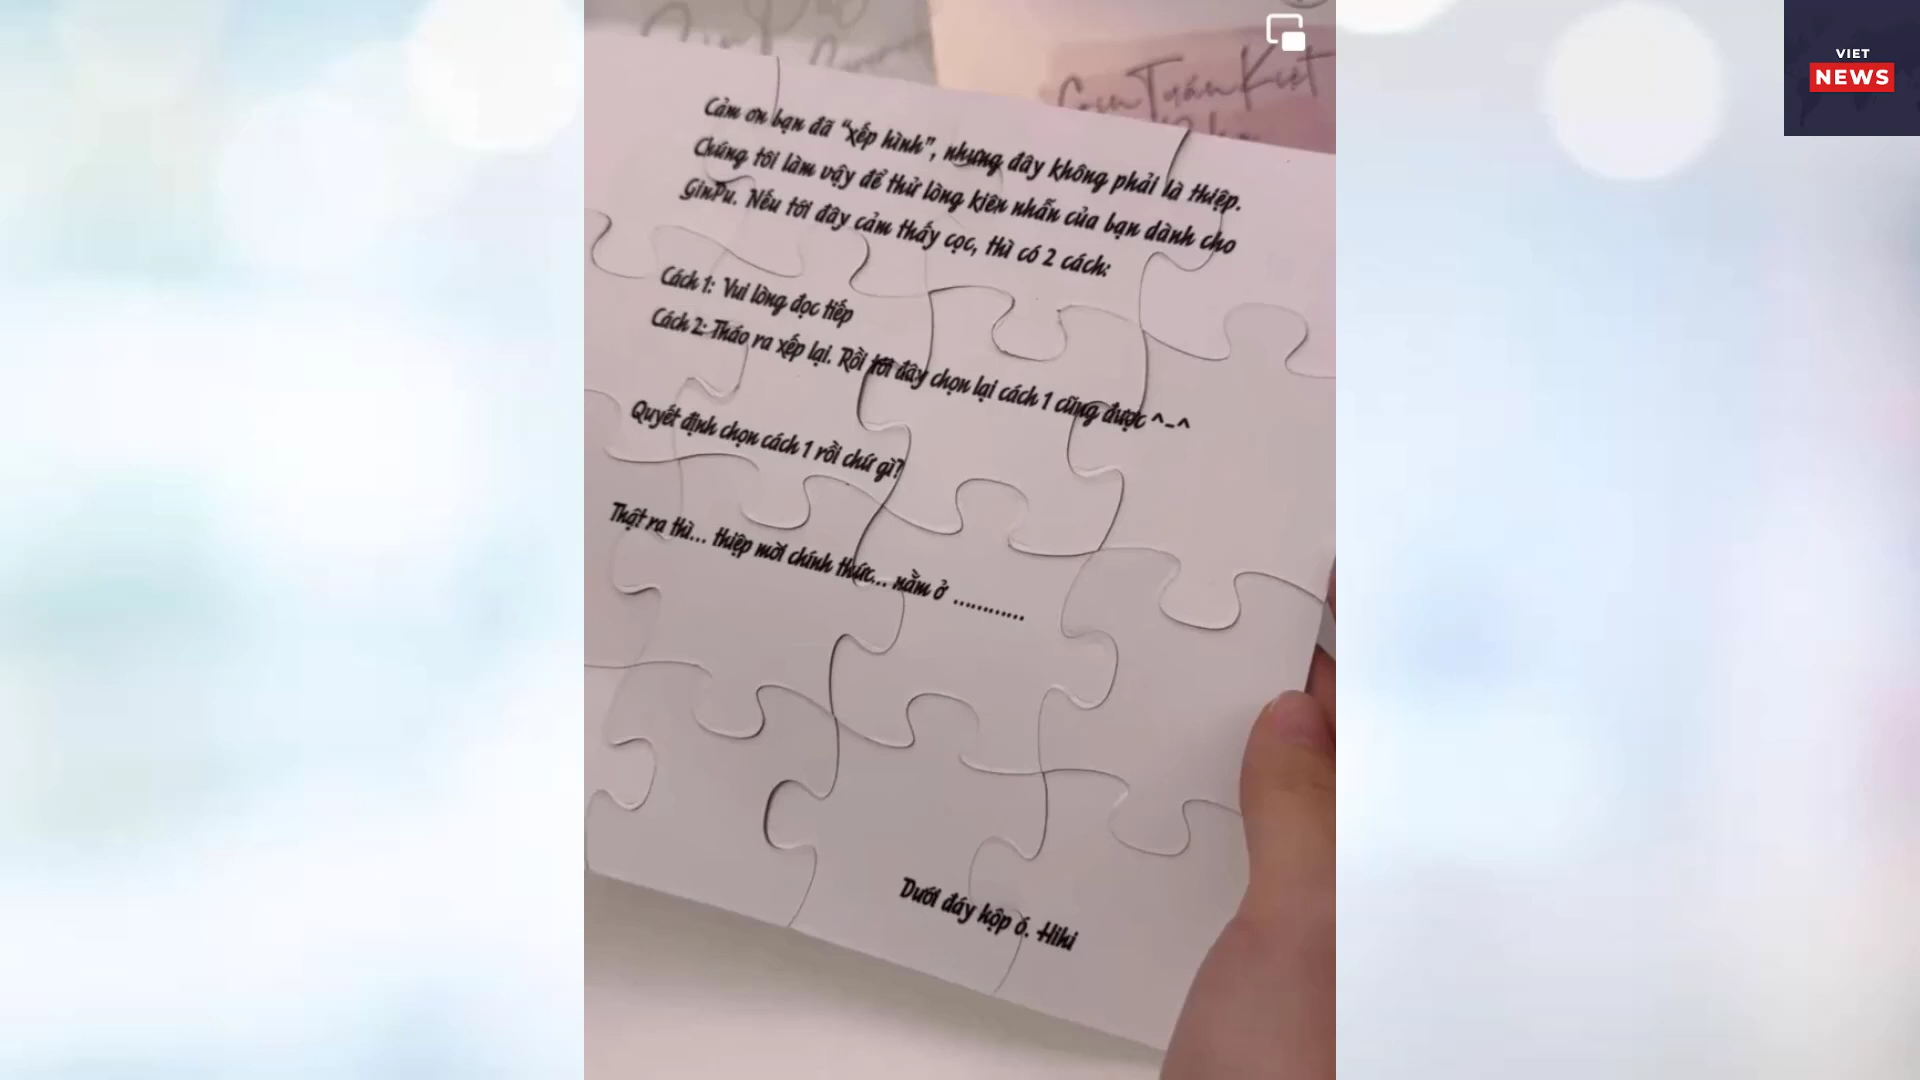 VIET
NEWS
Gin Tuấn Kiệt
Cảm ơn bạn đã "xếp hình", nhưng đây không phải là thiệp.
Chúng tôi làm vậy để thử lòng kiên nhẫn của bạn dành cho
GinPu. Nếu tới đây cảm thấy cọc, thì có 2 cách:
Cách 1: Vui lòng đọc tiếp
Cách 2: Tháo ra xếp lại. Rồi tới đây chọn lại cách 1 cũng được ^-^
Quyết định chọn cách 1 rồi chứ gì?
Thật ra thì... thiệp mời chính thức... nằm ở ............
Dưới đáy hộp ó. Hihi